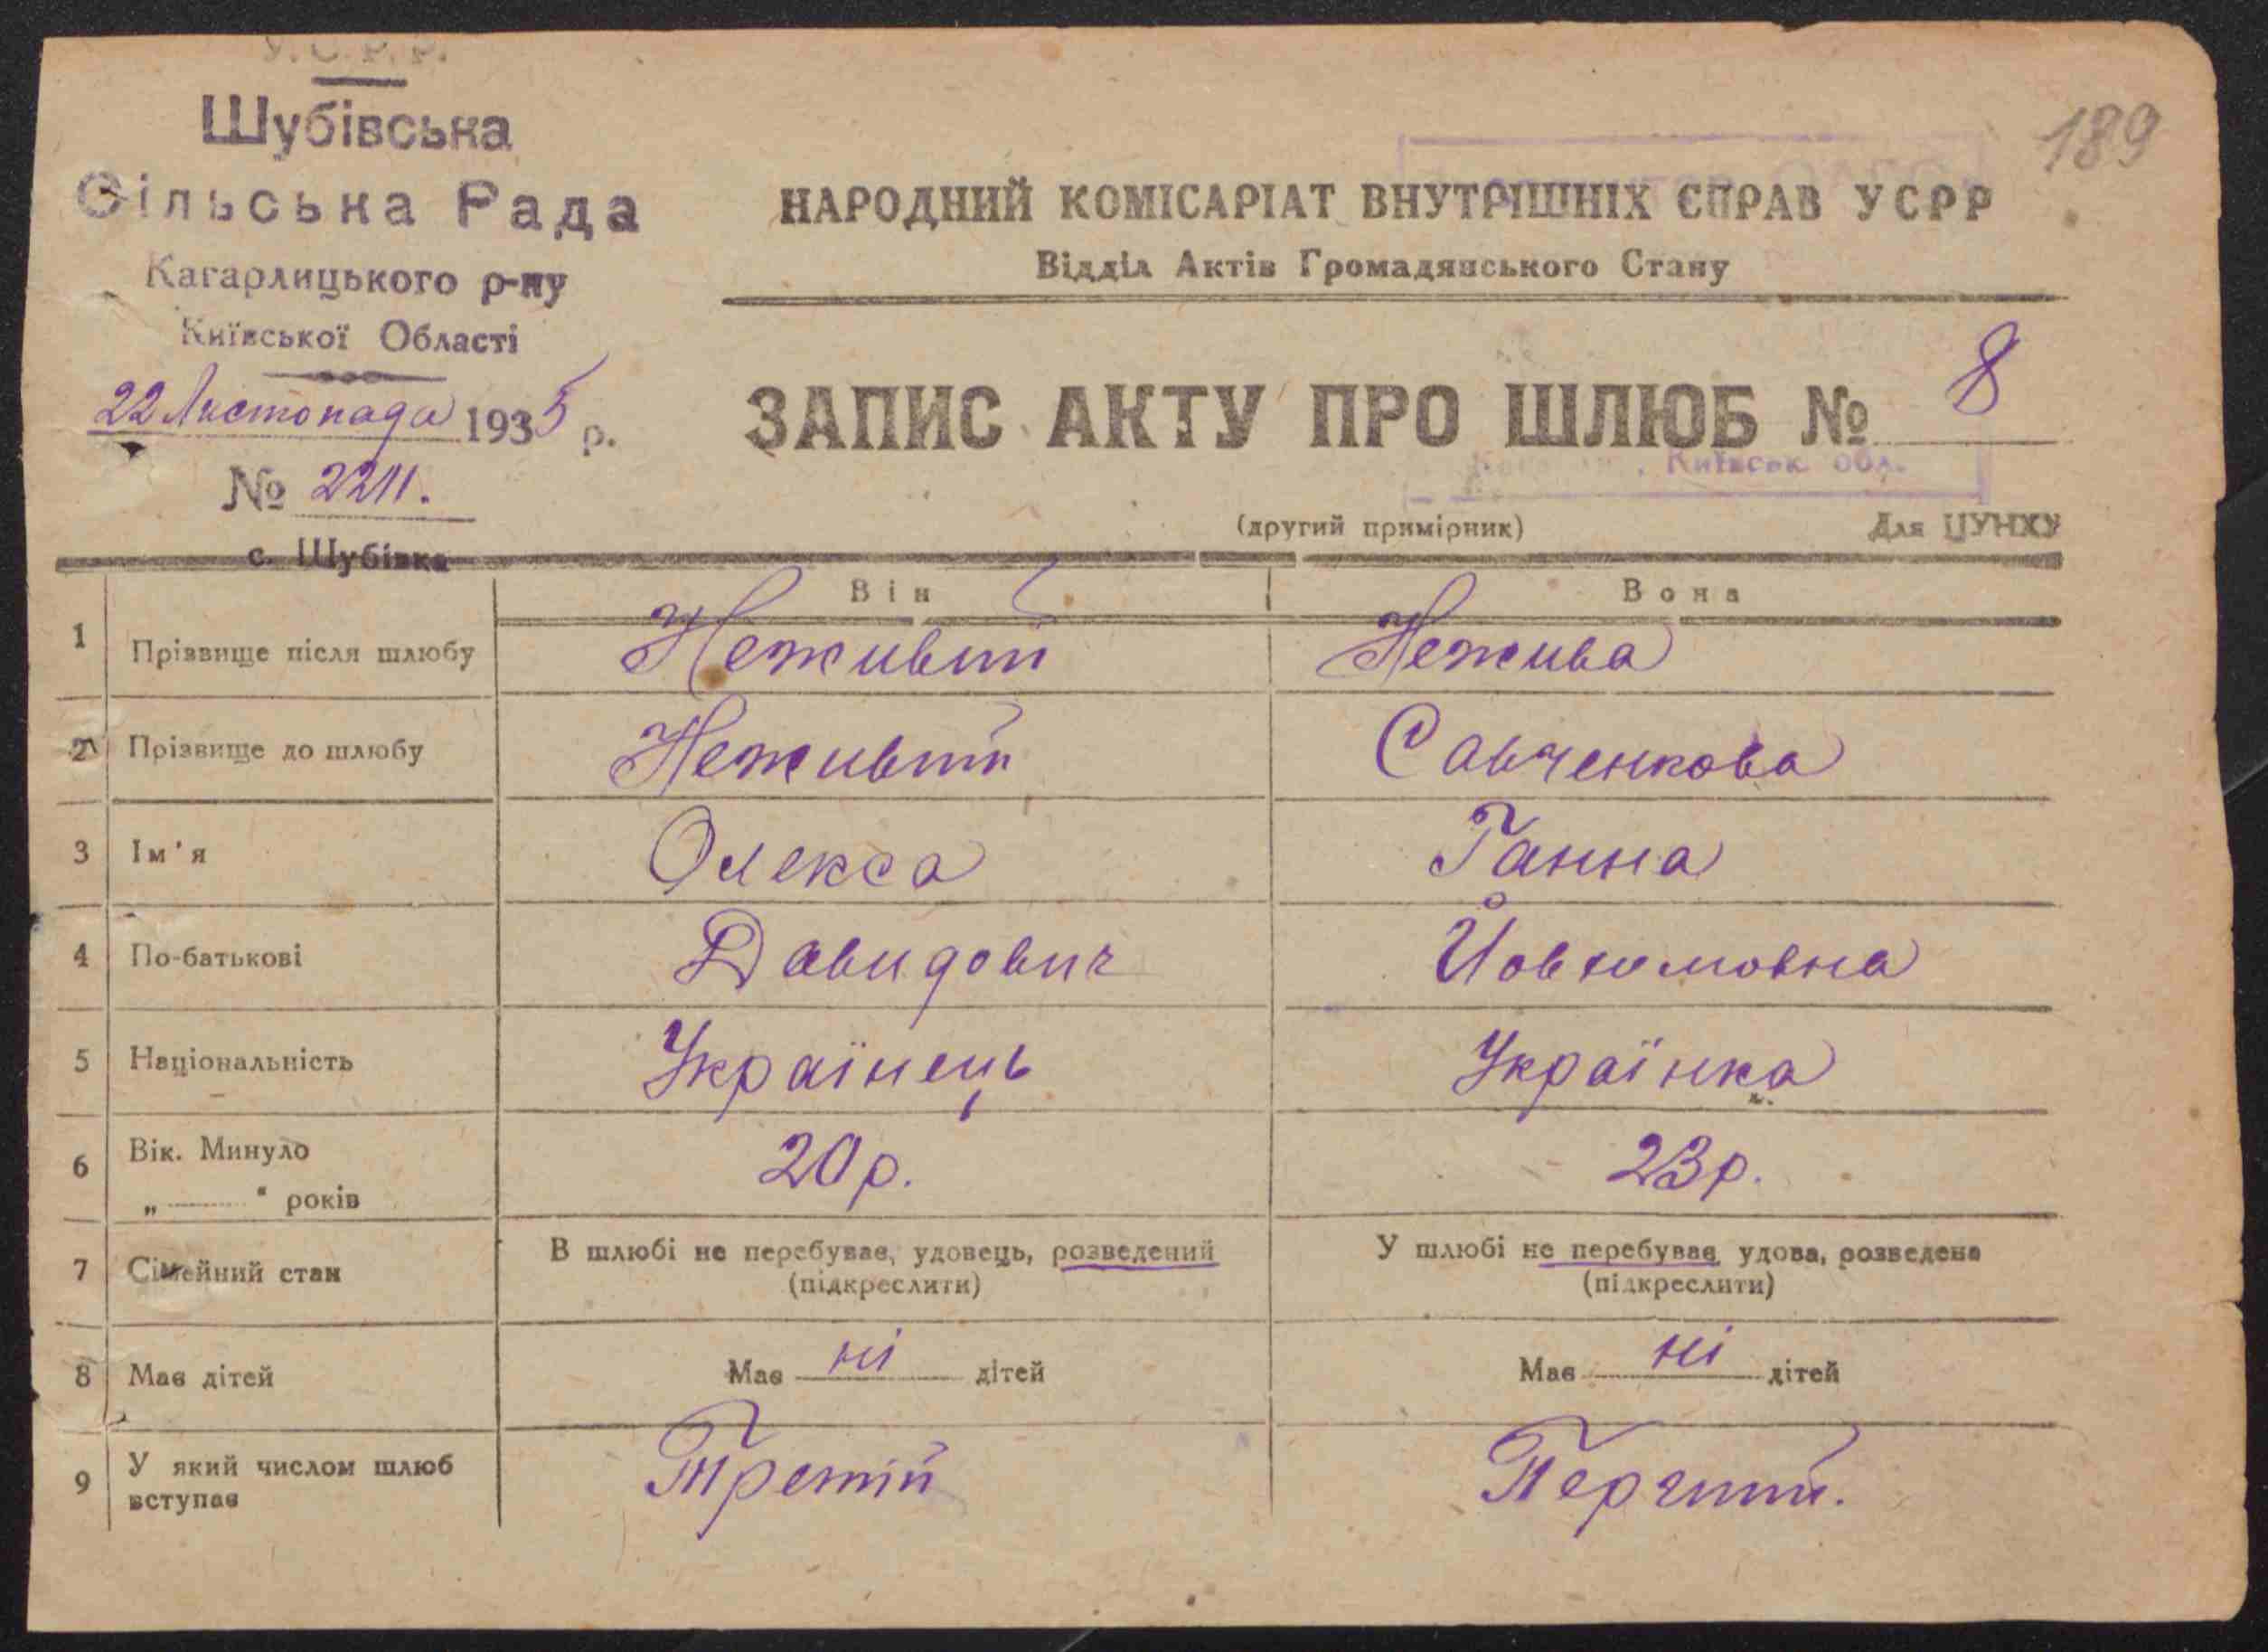 У.С.Р.Р.
Шубівська
Сільська Рада
Кагарлицького р-ну
Київської Області
22 Листопада 1935 р.
№ 2211.
с. Шубівка
189
НАРОДНИЙ КОМІСАРІАТ ВНУТРІШНІХ СПРАВ УСРР
Відділ Актів Громадянського Стану
ЗАПИС АКТУ ПРО ШЛЮБ № 8
Київськ обл.
(другий примірник) Для ЦУНХУ
Він Вона
1 Прізвище після шлюбу Неживий Нежива
2 Прізвище до шлюбу Неживий Савченкова
3 Ім'я Олекса Ганна
4 По-батькові Давидович Йовхимовна
5 Національність Українець Українка
6 Вік. Минуло 20 р. 23 р.
„ “ років
7 Сімейний стан В шлюбі не перебував, удовець, розведений У шлюбі не перебувая, удова, розведена
(підкреслити) (підкреслити)
8 Має дітей Має ні дітей Має ні дітей
9 У який числом шлюб вступає Третій Перчий.